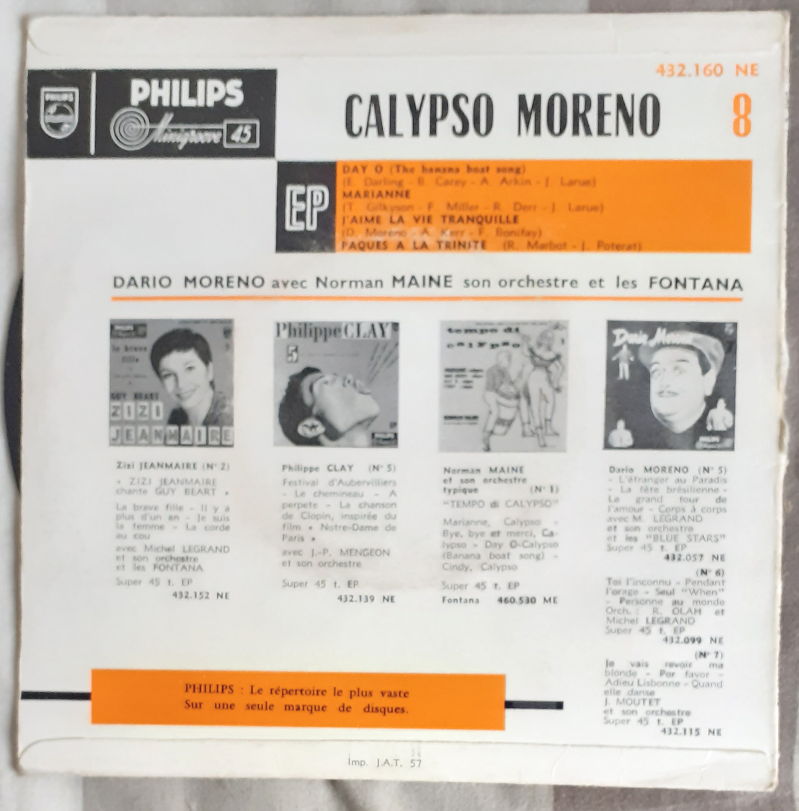 432.160 NE
PHILIPS
PHILIPS
Minigroove 45
CALYPSO MORENO 8
EP
DAY O (The banana boat song)
(E. Darling - B. Carey - A. Arkin - J. Larue)
MARIANNE
(T. Gilkyson - F. Miller - R. Derr - J. Larue)
J'AIME LA VIE TRANQUILLE
(D. Moreno - A. Kerr - F. Bonifay)
PAQUES A LA TRINITE (R. Marbot - J. Poterat)
DARIO MORENO avec Norman MAINE son orchestre et les FONTANA
PHILIPS
la brave
fille
GUY BEART
ZIZI
JEANMAIRE
Philippe CLAY
5
PHILIPS
tempo di
calypso
Dario Moreno
PHILIPS
Zizi JEANMAIRE (N° 2)
« ZIZI JEANMAIRE
chante GUY BEART »
La brave fille - Il y a
plus d'un an - Je suis
la femme - La corde
au cou
avec Michel LEGRAND
et son orchestre
et les FONTANA
Super 45 t. EP
432.152 NE
Philippe CLAY (N° 5)
Festival d'Aubervilliers
- Le chemineau - A
perpete - La chanson
de Clopin, inspirée du
film « Notre-Dame de
Paris »
avec J.-P. MENGEON
et son orchestre
Super 45 t. EP
432.139 NE
Norman MAINE
et son orchestre
typique (N° 1)
"TEMPO di CALYPSO"
Marianne, Calypso -
Bye, bye et merci, Ca-
lypso - Day O-Calypso
(Banana boat song) -
Cindy, Calypso
Super 45 t. EP
Fontana 460.530 ME
Dario MORENO (N° 5)
- L'étranger au Paradis
- La fête brésilienne -
Le grand tour de
l'amour - Corps à corps
avec M. LEGRAND
et son orchestre
et les "BLUE STARS"
Super 45 t. EP
432.057 NE
(N° 6)
Toi l'inconnu - Pendant
l'orage - Seul "When"
- Personne au monde
Orch. : R. OLAH et
Michel LEGRAND
Super 45 t. EP
432.099 NE
(N° 7)
Je vais revoir ma
blonde - Por favor -
Adieu Lisbonne - Quand
elle danse
J. MOUTET
et son orchestre
Super 45 t. EP
432.115 NE
PHILIPS : Le répertoire le plus vaste
Sur une seule marque de disques.
Imp. J.A.T. 57